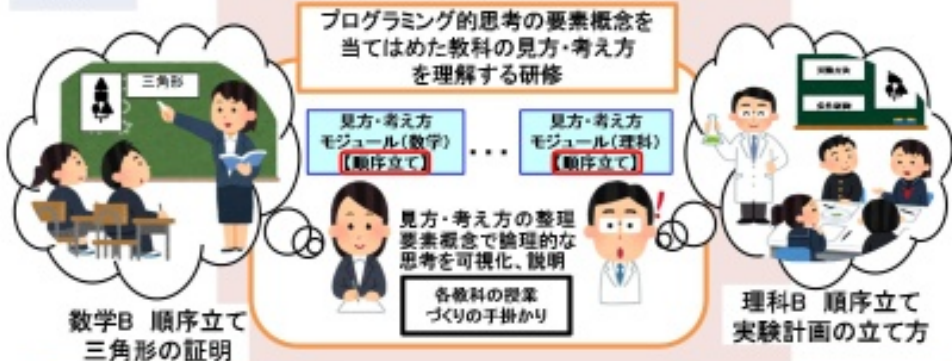 プログラミング的思考の要素概念を
当てはめた教科の見方・考え方
を理解する研修
三角形
見方・考え方
モジュール(数学)
【順序立て】
・・・
見方・考え方
モジュール(理科)
【順序立て】
!
見方・考え方の整理
要素概念で論理的な
思考を可視化、説明
各教科の授業
づくりの手掛かり
数学B 順序立て
三角形の証明
理科B 順序立て
実験計画の立て方